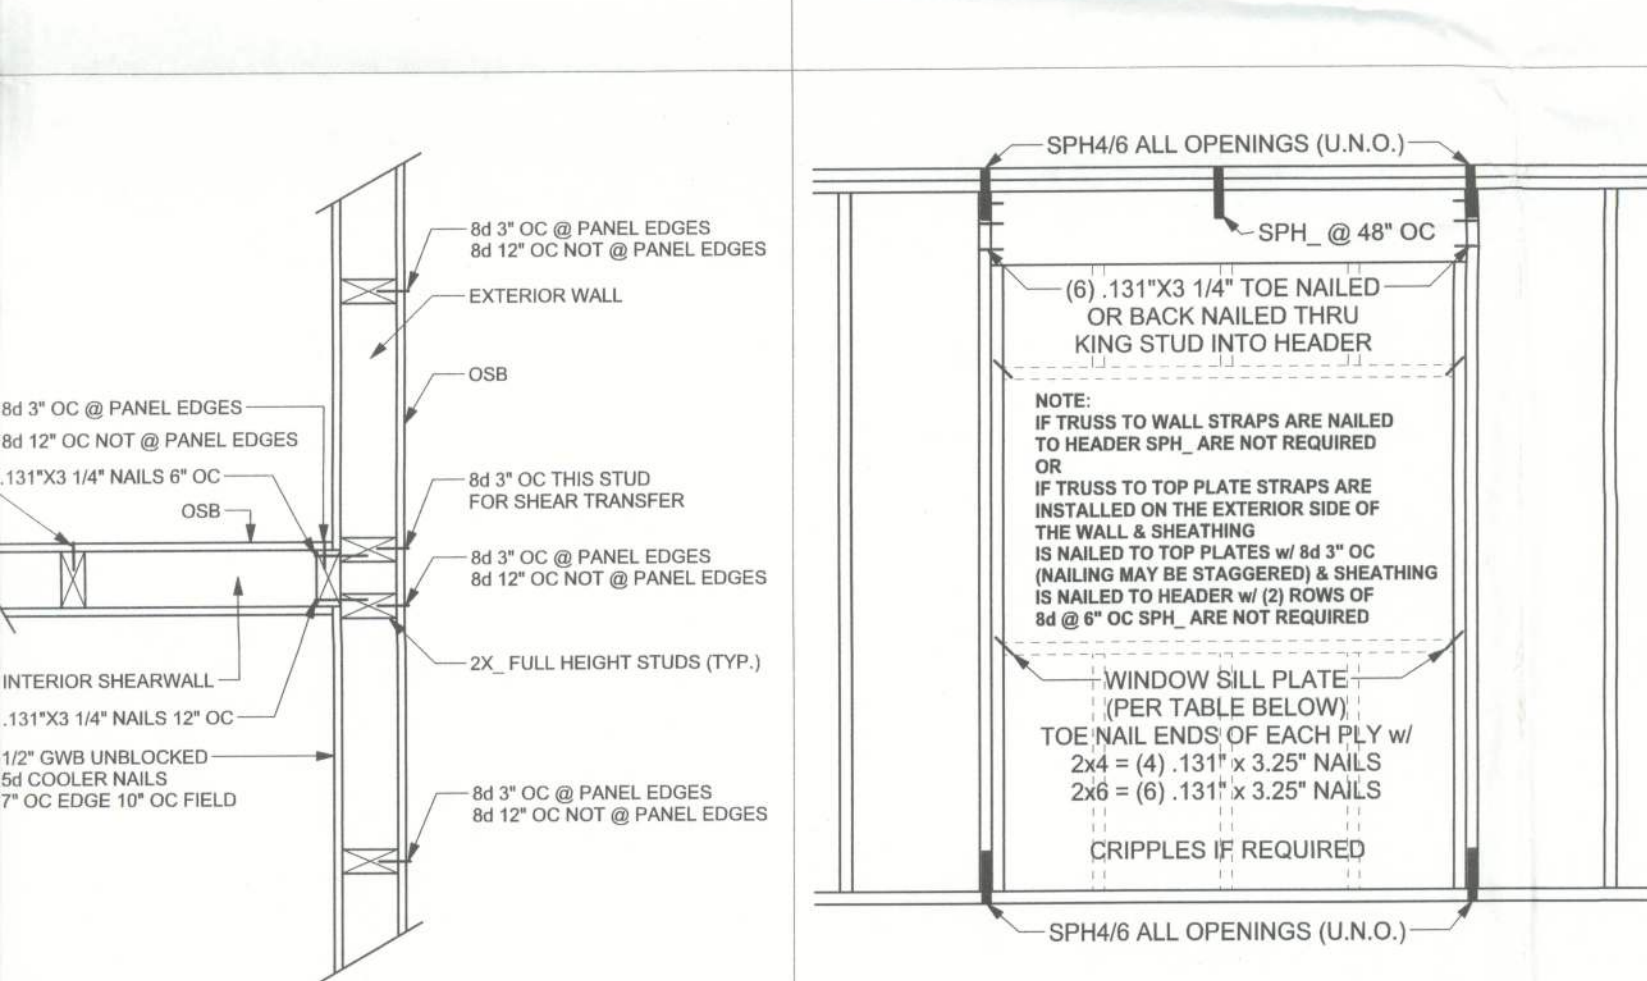 8d 3" OC @ PANEL EDGES
8d 12" OC NOT @ PANEL EDGES
EXTERIOR WALL
OSB
8d 3" OC @ PANEL EDGES
8d 12" OC NOT @ PANEL EDGES
.131"X3 1/4" NAILS 6" OC
OSB
8d 3" OC THIS STUD
FOR SHEAR TRANSFER
8d 3" OC @ PANEL EDGES
8d 12" OC NOT @ PANEL EDGES
2X_ FULL HEIGHT STUDS (TYP.)
INTERIOR SHEARWALL
.131"X3 1/4" NAILS 12" OC
1/2" GWB UNBLOCKED
5d COOLER NAILS
7" OC EDGE 10" OC FIELD
8d 3" OC @ PANEL EDGES
8d 12" OC NOT @ PANEL EDGES
SPH4/6 ALL OPENINGS (U.N.O.)
SPH_ @ 48" OC
(6) .131"X3 1/4" TOE NAILED
OR BACK NAILED THRU
KING STUD INTO HEADER
NOTE:
IF TRUSS TO WALL STRAPS ARE NAILED
TO HEADER SPH_ ARE NOT REQUIRED
OR
IF TRUSS TO TOP PLATE STRAPS ARE
INSTALLED ON THE EXTERIOR SIDE OF
THE WALL & SHEATHING
IS NAILED TO TOP PLATES w/ 8d 3" OC
(NAILING MAY BE STAGGERED) & SHEATHING
IS NAILED TO HEADER w/ (2) ROWS OF
8d @ 6" OC SPH_ ARE NOT REQUIRED
WINDOW SILL PLATE
(PER TABLE BELOW)
TOE NAIL ENDS OF EACH PLY w/
2x4 = (4) .131" x 3.25" NAILS
2x6 = (6) .131" x 3.25" NAILS
CRIPPLES IF REQUIRED
SPH4/6 ALL OPENINGS (U.N.O.)